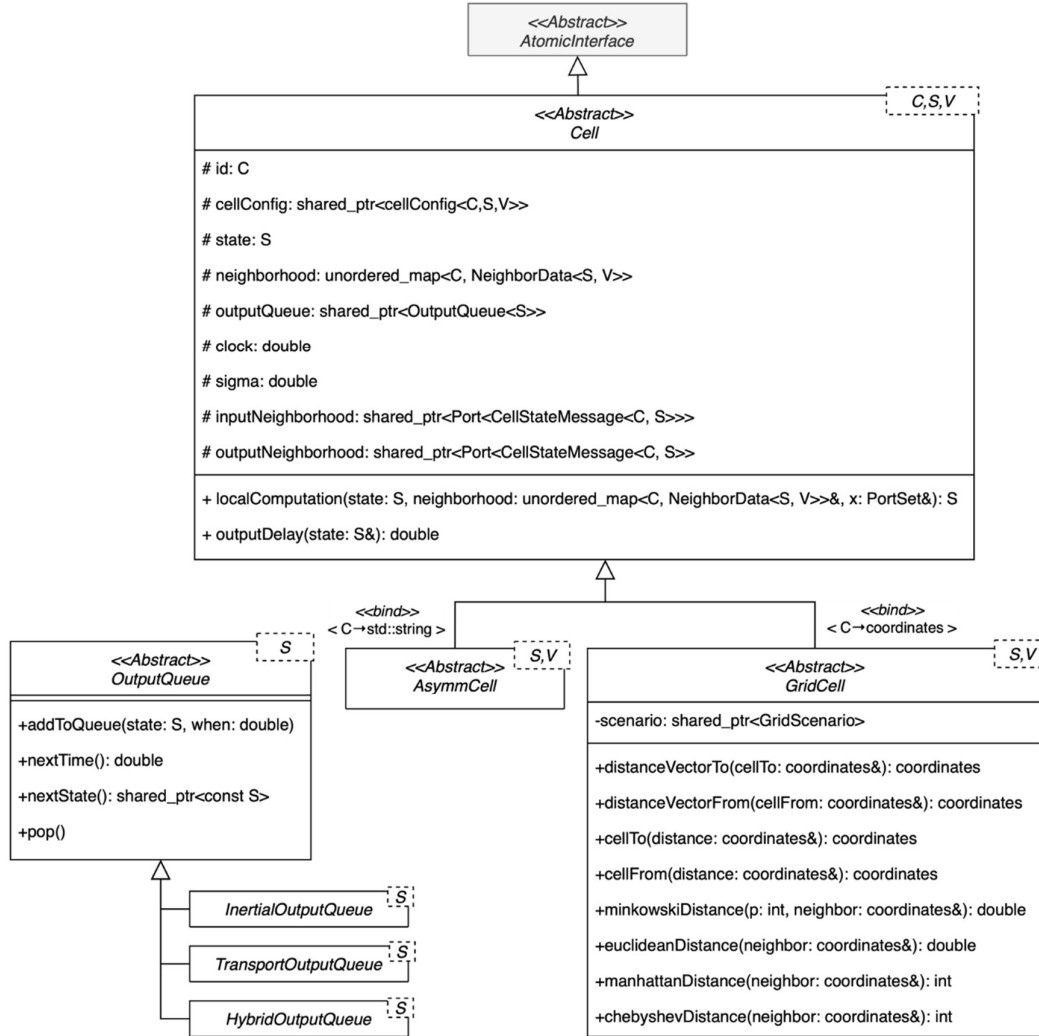 <<Abstract>>
AtomicInterface
C,S,V
<<Abstract>>
Cell
# id: C
# cellConfig: shared_ptr<cellConfig<C,S,V>>
# state: S
# neighborhood: unordered_map<C, NeighborData<S, V>>
# outputQueue: shared_ptr<OutputQueue<S>>
# clock: double
# sigma: double
# inputNeighborhood: shared_ptr<Port<CellStateMessage<C, S>>>
# outputNeighborhood: shared_ptr<Port<CellStateMessage<C, S>>
+ localComputation(state: S, neighborhood: unordered_map<C, NeighborData<S, V>>&, x: PortSet&): S
+ outputDelay(state: S&): double
<<bind>>
< C→std::string >
<<bind>>
< C→coordinates >
S
<<Abstract>>
OutputQueue
+addToQueue(state: S, when: double)
+nextTime(): double
+nextState(): shared_ptr<const S>
+pop()
S
InertialOutputQueue
S
TransportOutputQueue
S
HybridOutputQueue
S,V
<<Abstract>>
AsymmCell
S,V
<<Abstract>>
GridCell
-scenario: shared_ptr<GridScenario>
+distanceVectorTo(cellTo: coordinates&): coordinates
+distanceVectorFrom(cellFrom: coordinates&): coordinates
+cellTo(distance: coordinates&): coordinates
+cellFrom(distance: coordinates&): coordinates
+minkowskiDistance(p: int, neighbor: coordinates&): double
+euclideanDistance(neighbor: coordinates&): double
+manhattanDistance(neighbor: coordinates&): int
+chebyshevDistance(neighbor: coordinates&): int